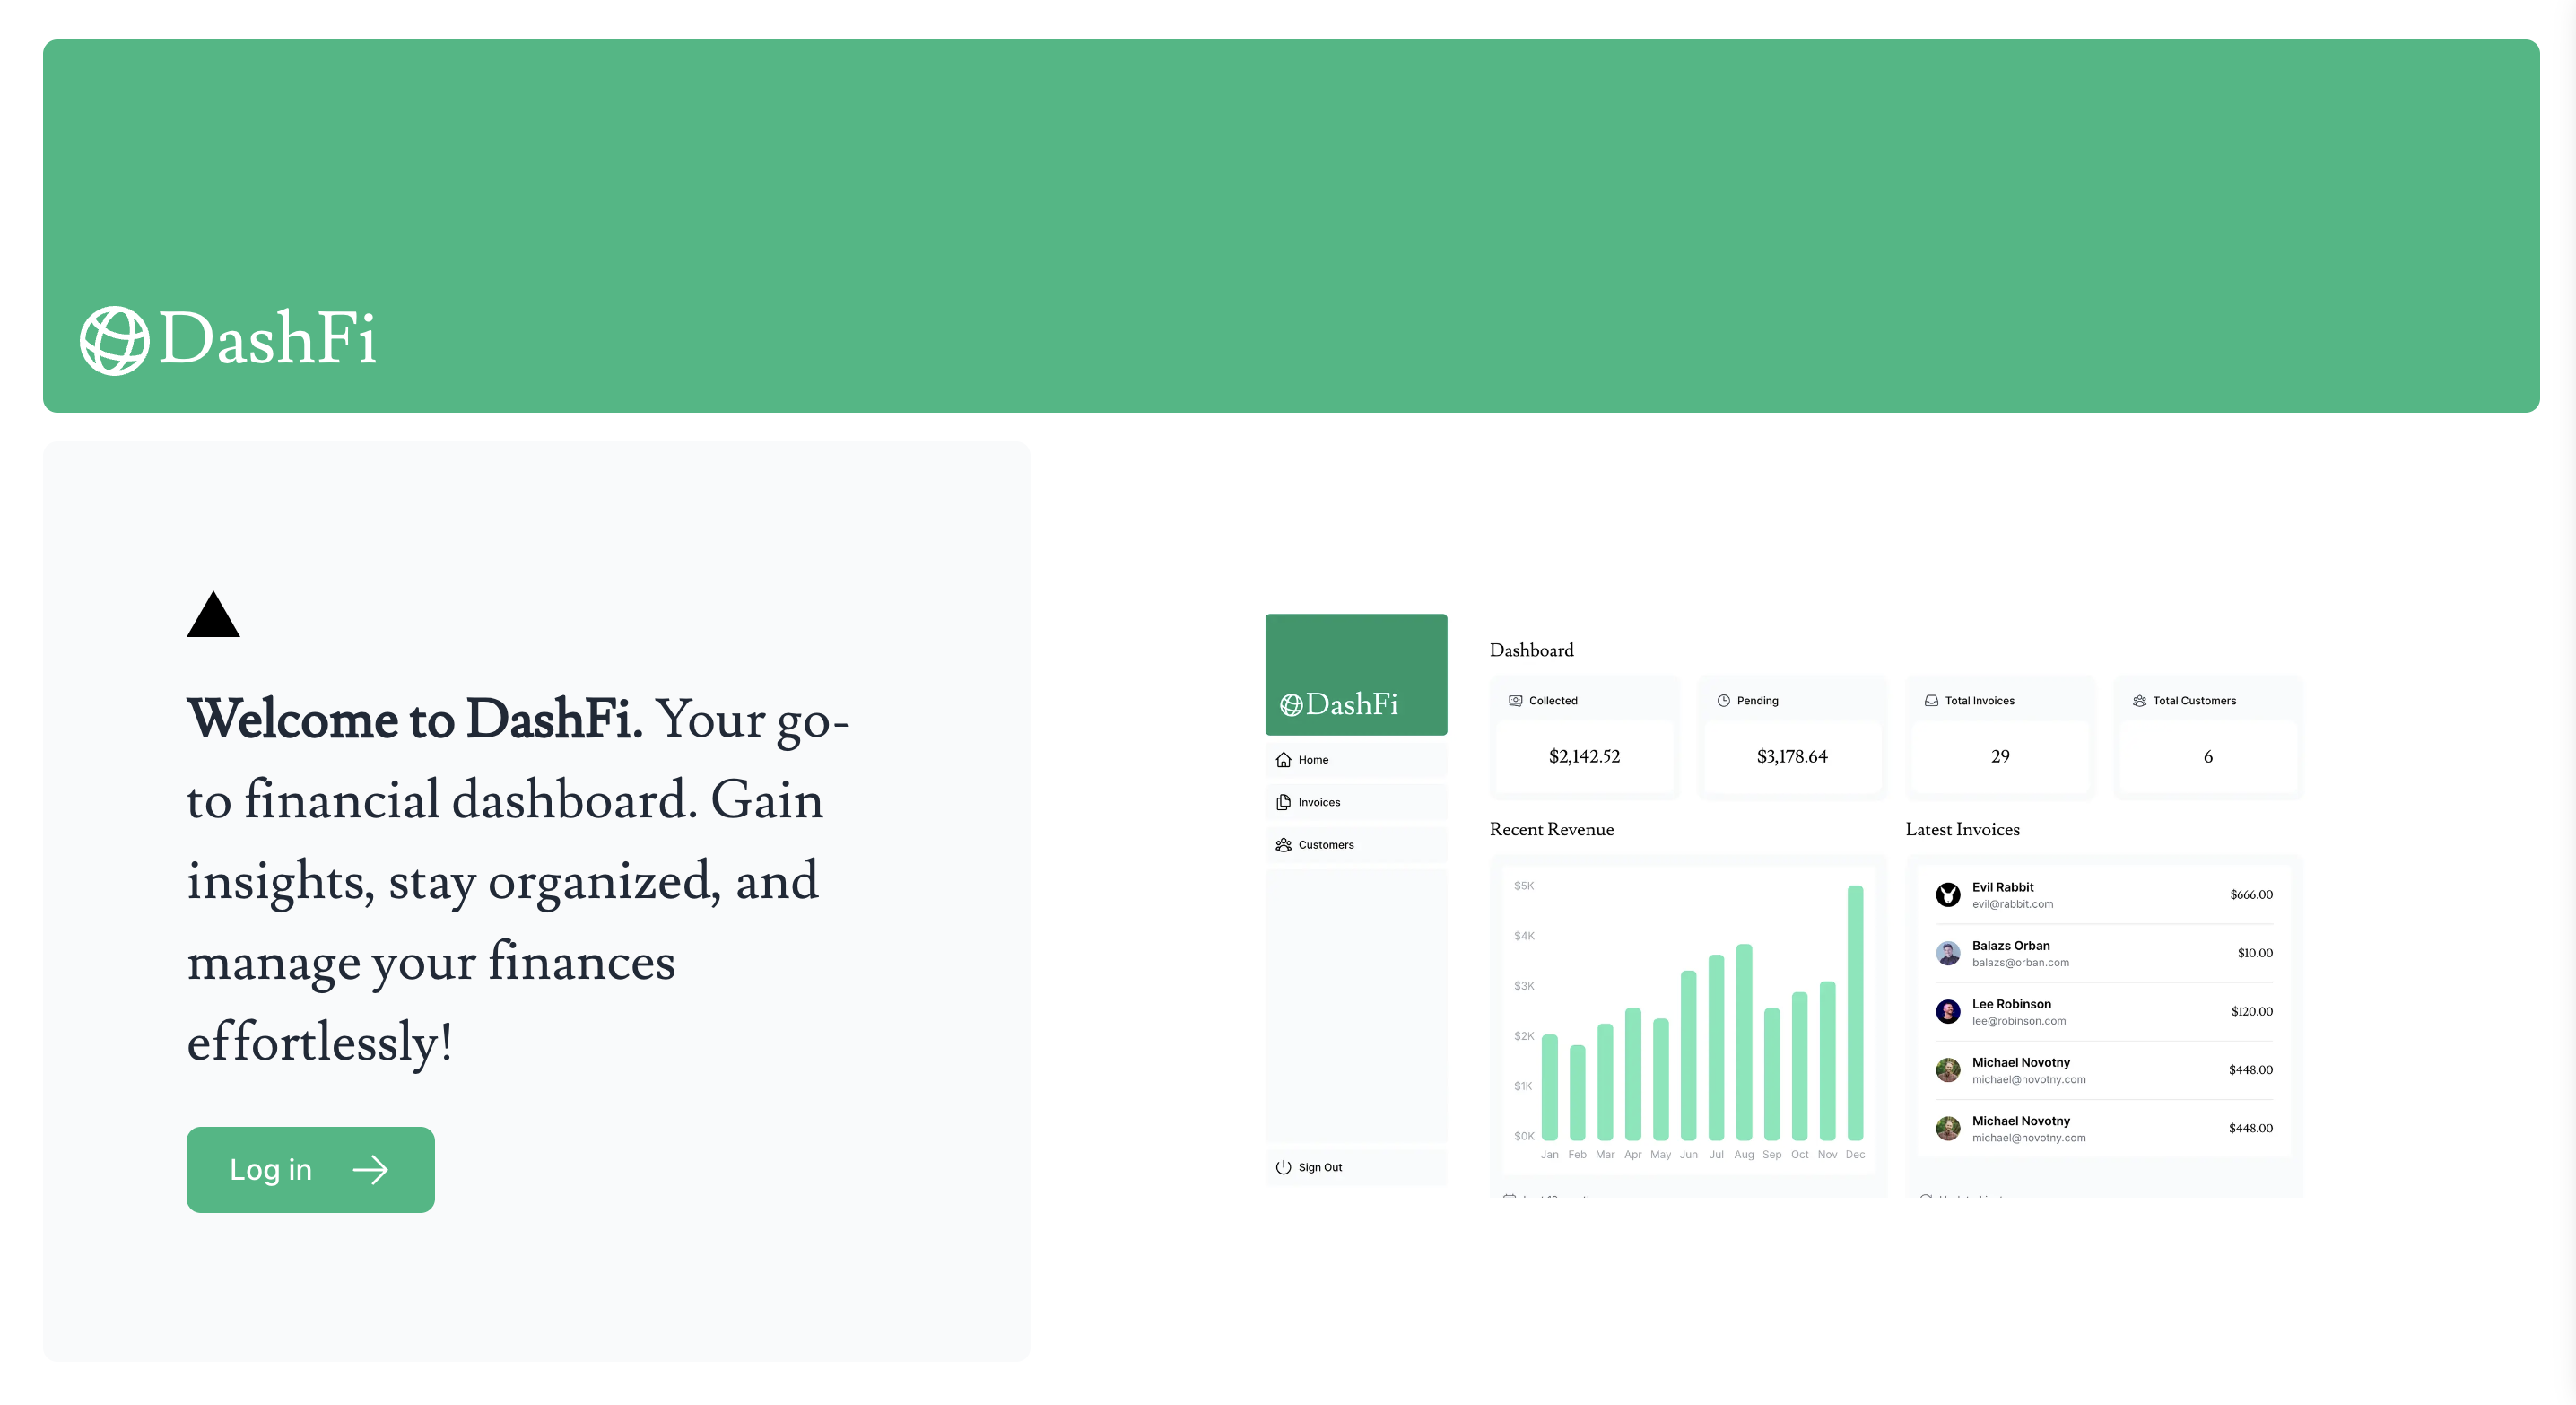 DashFi
Welcome to DashFi. Your go-
to financial dashboard. Gain
insights, stay organized, and
manage your finances
effortlessly!
Log in
DashFi
Home
Invoices
Customers
Sign Out
Dashboard
Collected
$2,142.52
Pending
$3,178.64
Total Invoices
29
Total Customers
6
Recent Revenue
$5K
$4K
$3K
$2K
$1K
$0K
Jan Feb Mar Apr May Jun Jul Aug Sep Oct Nov Dec
Latest Invoices
Evil Rabbit
evil@rabbit.com
$666.00
Balazs Orban
balazs@orban.com
$10.00
Lee Robinson
lee@robinson.com
$120.00
Michael Novotny
michael@novotny.com
$448.00
Michael Novotny
michael@novotny.com
$448.00